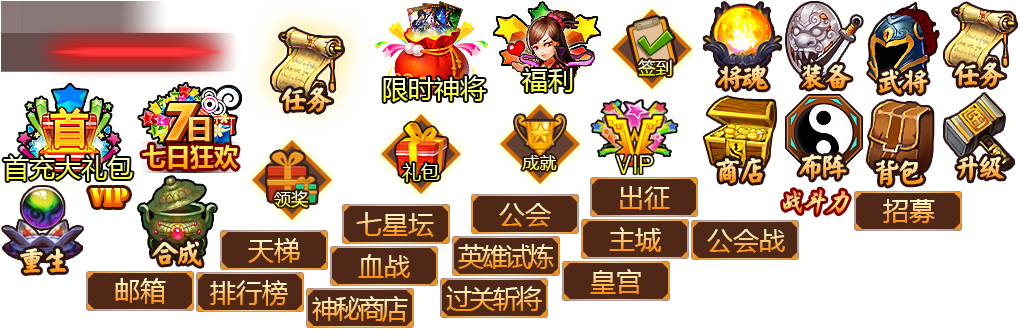 任务
限时神将
福利
签到
将魂
装备
武将
任务
首
首充大礼包
7日
七日狂欢
领奖
礼包
成就
VIP
商店
布阵
背包
升级
VIP
重生
合成
战斗力
天梯
七星坛
公会
出征
招募
血战
英雄试炼
主城
公会战
邮箱
排行榜
神秘商店
过关斩将
皇宫